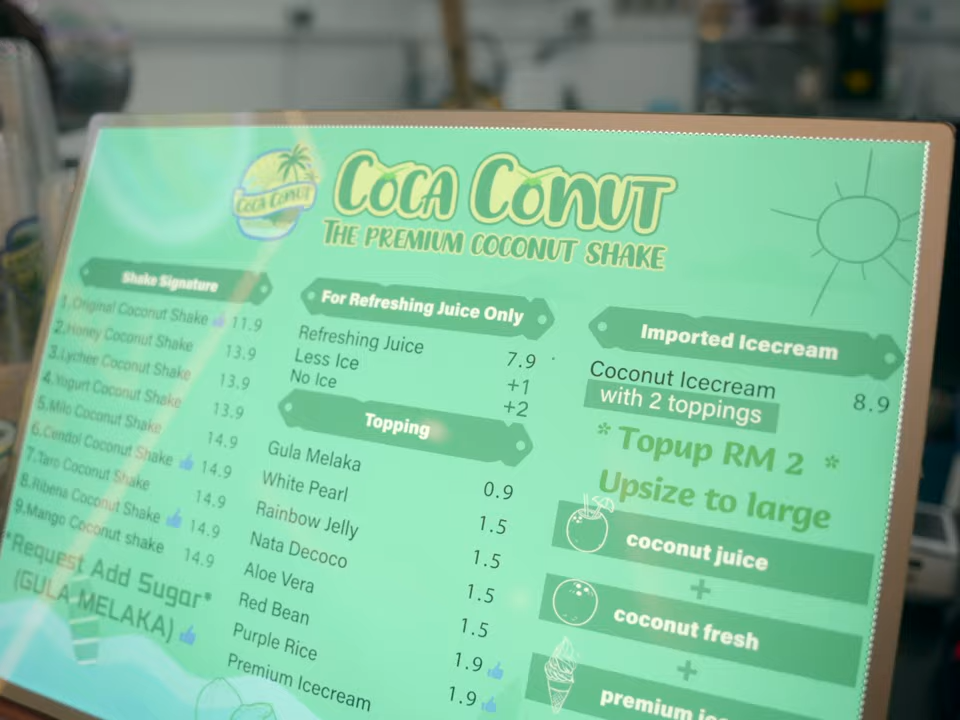 Coca Conut
Coca Conut
The Premium Coconut Shake
Shake Signature
1.Original Coconut Shake 11.9
2.Honey Coconut Shake 13.9
3.Lychee Coconut Shake 13.9
4.Yogurt Coconut Shake 13.9
5.Milo Coconut Shake 14.9
6.Cendol Coconut Shake 14.9
7.Taro Coconut Shake 14.9
8.Ribena Coconut Shake 14.9
9.Mango Coconut shake 14.9
*Request Add Sugar*
(GULA MELAKA)
For Refreshing Juice Only
Refreshing Juice 7.9
Less Ice +1
No Ice +2
Topping
Gula Melaka 0.9
White Pearl 1.5
Rainbow Jelly 1.5
Nata Decoco 1.5
Aloe Vera 1.5
Red Bean 1.9
Purple Rice 1.9
Premium Icecream
Imported Icecream
Coconut Icecream 8.9
with 2 toppings
* Topup RM 2 *
Upsize to large
coconut juice
+
coconut fresh
+
premium